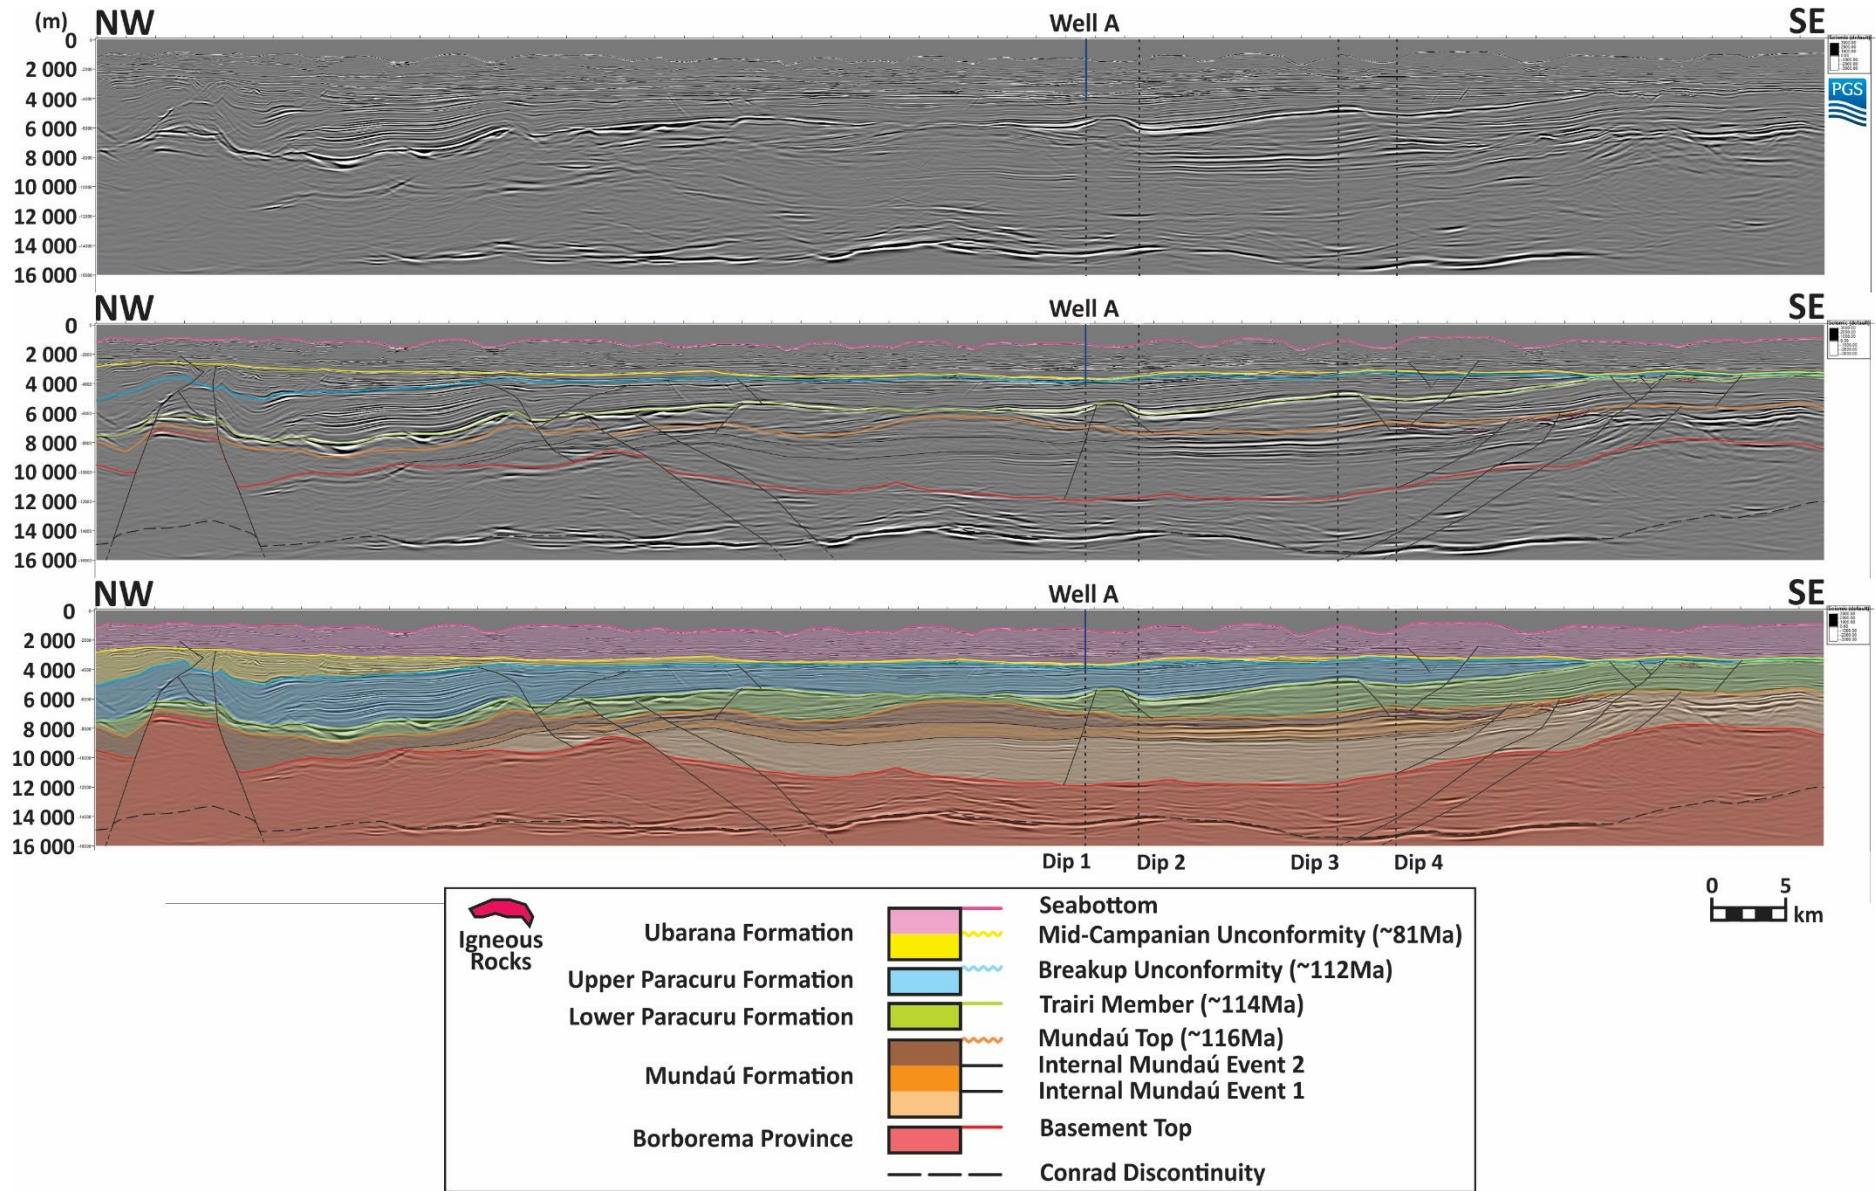 (m) NW Well A SE
0
2 000
4 000
6 000
8 000
10 000
12 000
14 000
16 000
PGS
NW Well A SE
0
2 000
4 000
6 000
8 000
10 000
12 000
14 000
16 000
NW Well A SE
0
2 000
4 000
6 000
8 000
10 000
12 000
14 000
16 000
Dip 1 Dip 2 Dip 3 Dip 4
0 5
km
Igneous
Rocks
Ubarana Formation
Upper Paracuru Formation
Lower Paracuru Formation
Mundaú Formation
Borborema Province
Seabottom
Mid-Campanian Unconformity (~81Ma)
Breakup Unconformity (~112Ma)
Trairi Member (~114Ma)
Mundaú Top (~116Ma)
Internal Mundaú Event 2
Internal Mundaú Event 1
Basement Top
Conrad Discontinuity